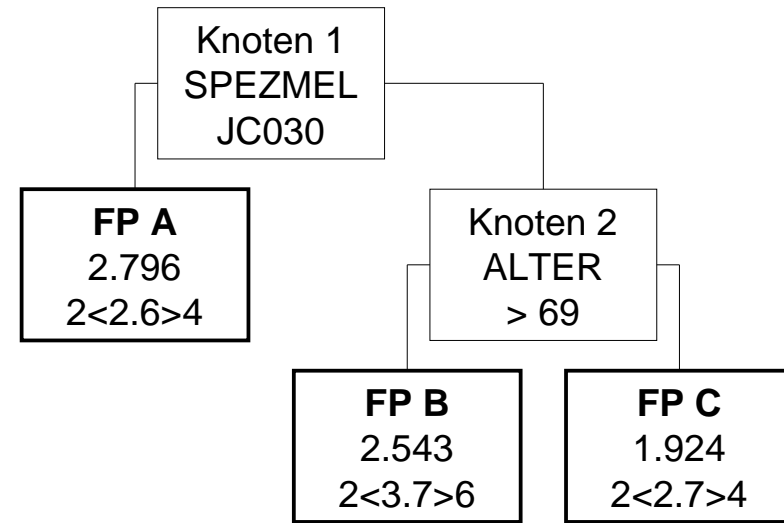 Knoten 1
SPEZMEL
JC030
FP A
2.796
2<2.6>4
Knoten 2
ALTER
> 69
FP B
2.543
2<3.7>6
FP C
1.924
2<2.7>4